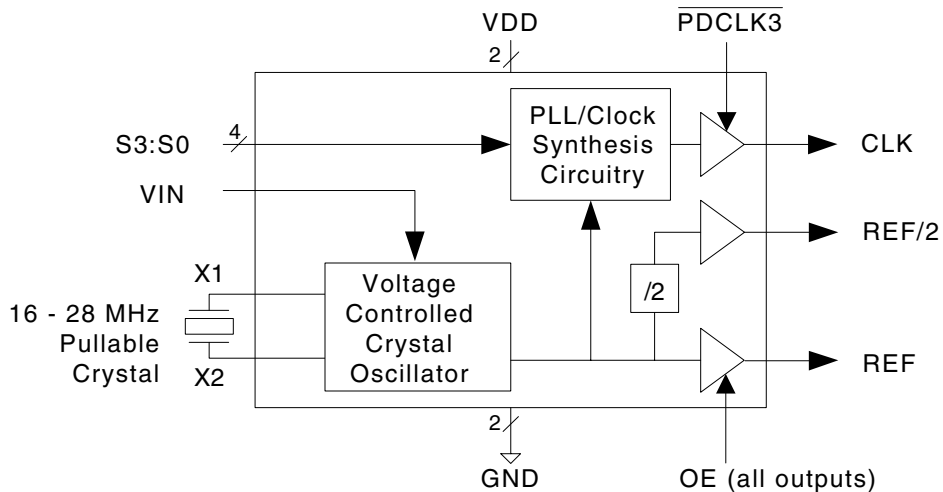 VDD
PDCLK3
2
PLL/Clock
Synthesis
Circuitry
S3:S0
4
CLK
VIN
REF/2
X1
Voltage
Controlled
Crystal
Oscillator
/2
16 - 28 MHz
Pullable
Crystal
X2
REF
2
GND
OE (all outputs)